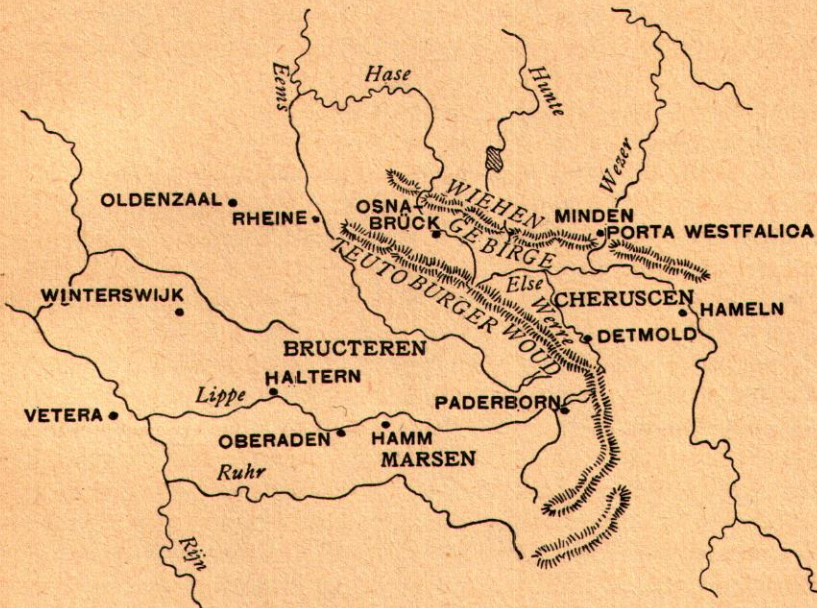 Eems
Hase
Hunte
Wezer
OLDENZAAL
RHEINE
OSNA-
BRÜCK
WIEHEN
GEBIRGE
MINDEN
PORTA WESTFALICA
TEUTOBURGER WOUD
Else
Werre
CHERUSCEN
HAMELN
DETMOLD
WINTERSWIJK
BRUCTEREN
HALTERN
Lippe
PADERBORN
VETERA
OBERADEN
HAMM
MARSEN
Ruhr
Rijn